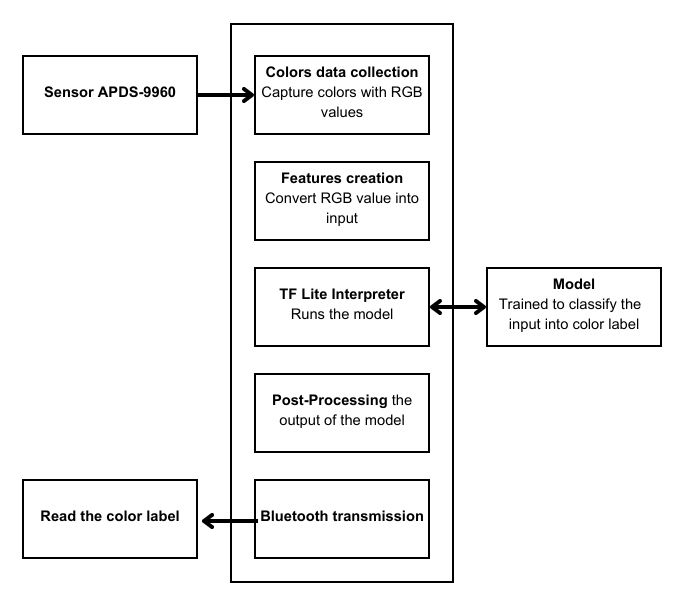 Sensor APDS-9960
Colors data collection
Capture colors with RGB
values
Features creation
Convert RGB value into
input
TF Lite Interpreter
Runs the model
Model
Trained to classify the
input into color label
Post-Processing the
output of the model
Bluetooth transmission
Read the color label